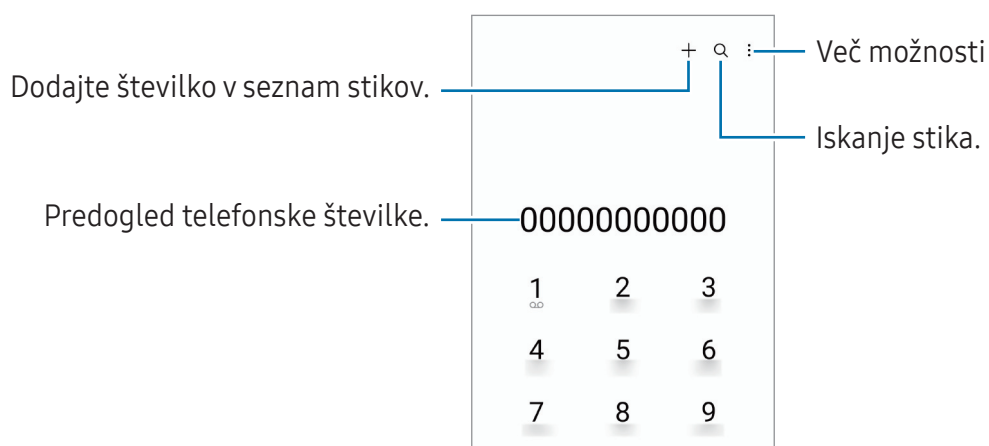 Več možnosti
Dodajte številko v seznam stikov.
Iskanje stika.
Predogled telefonske številke.
00000000000
1 2 3
4 5 6
7 8 9